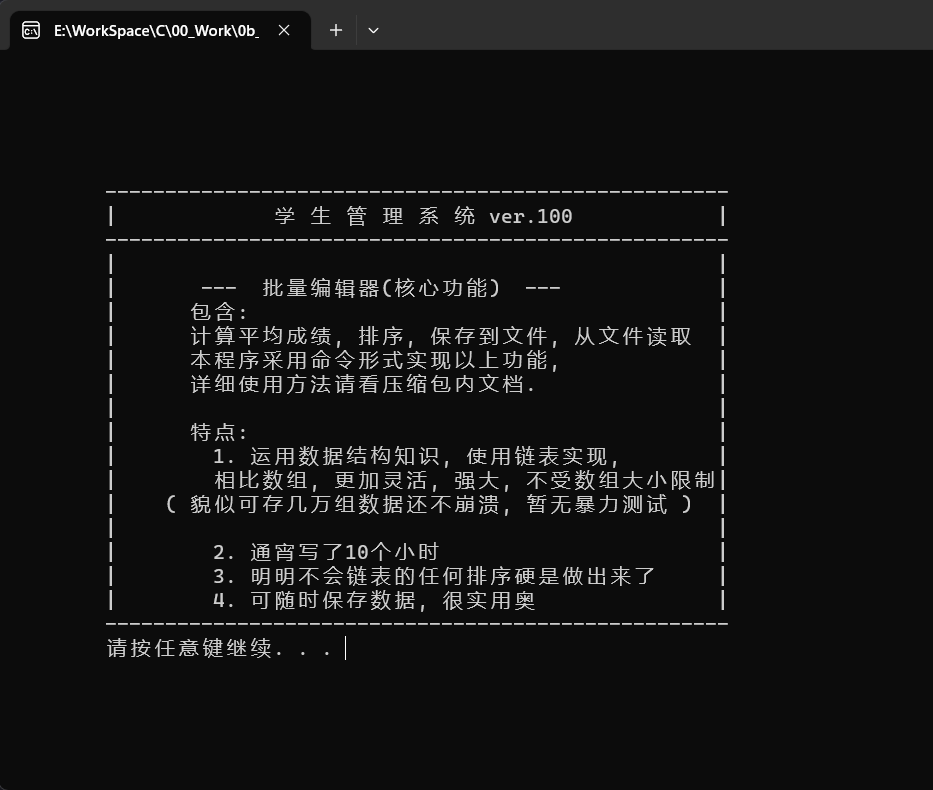 E:\WorkSpace\C\00_Work\0b_
学 生 管 理 系 统 ver.100
--- 批量编辑器(核心功能) ---
包含:
计算平均成绩, 排序, 保存到文件, 从文件读取
本程序采用命令形式实现以上功能,
详细使用方法请看压缩包内文档.
特点:
1. 运用数据结构知识, 使用链表实现,
相比数组, 更加灵活, 强大, 不受数组大小限制
( 貌似可存几万组数据还不崩溃, 暂无暴力测试 )
2. 通宵写了10个小时
3. 明明不会链表的任何排序硬是做出来了
4. 可随时保存数据, 很实用奥
请按任意键继续. . .